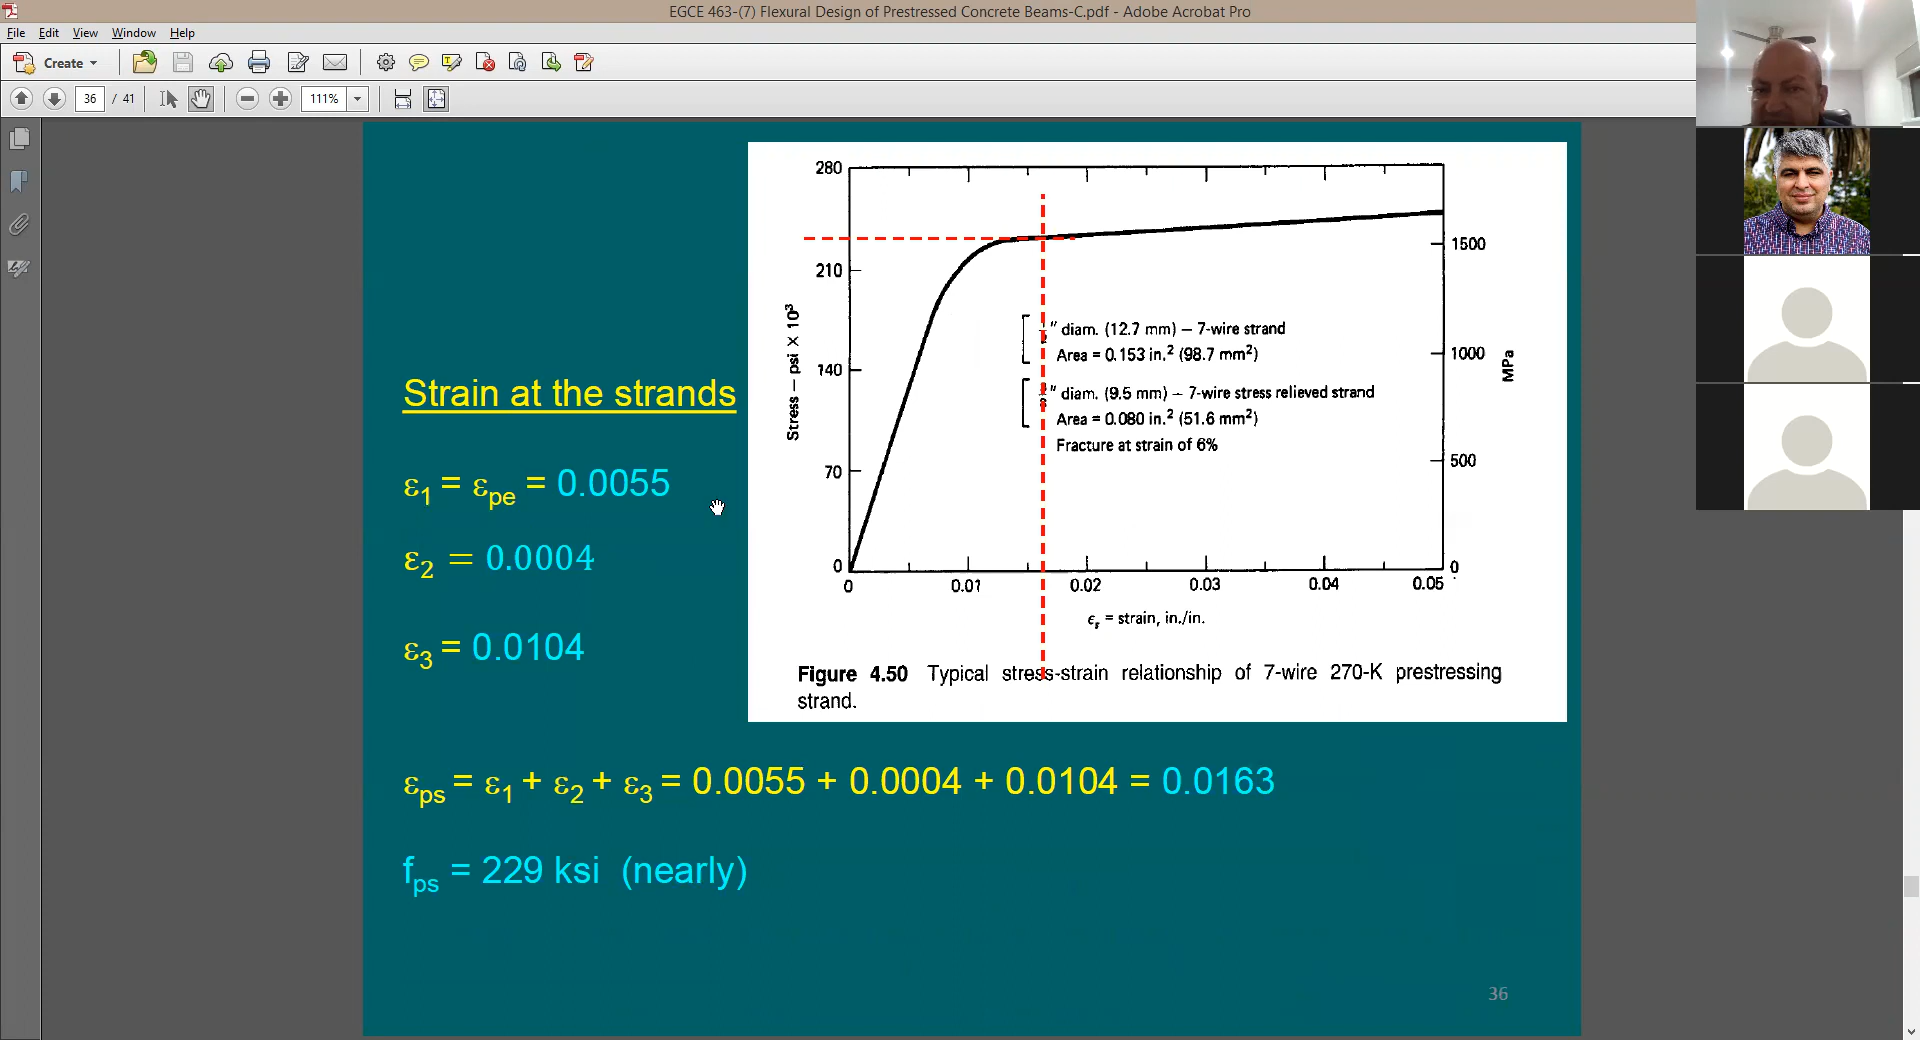 EGCE 463-(7) Flexural Design of Prestressed Concrete Beams-C.pdf - Adobe Acrobat Pro
File Edit View Window Help
Create
36 / 41 111%
280
210
140
70
0
Stress — psi × 10³
1500
1000
500
0
MPa
″ diam. (12.7 mm) – 7-wire strand
Area = 0.153 in.² (98.7 mm²)
″ diam. (9.5 mm) – 7-wire stress relieved strand
Area = 0.080 in.² (51.6 mm²)
Fracture at strain of 6%
0 0.01 0.02 0.03 0.04 0.05
= strain, in./in.
Figure 4.50 Typical stress-strain relationship of 7-wire 270-K prestressing
strand.
Strain at the strands
ε₁ = εpe = 0.0055
ε₂ = 0.0004
ε₃ = 0.0104
εps = ε₁ + ε₂ + ε₃ = 0.0055 + 0.0004 + 0.0104 = 0.0163
fps = 229 ksi (nearly)
36